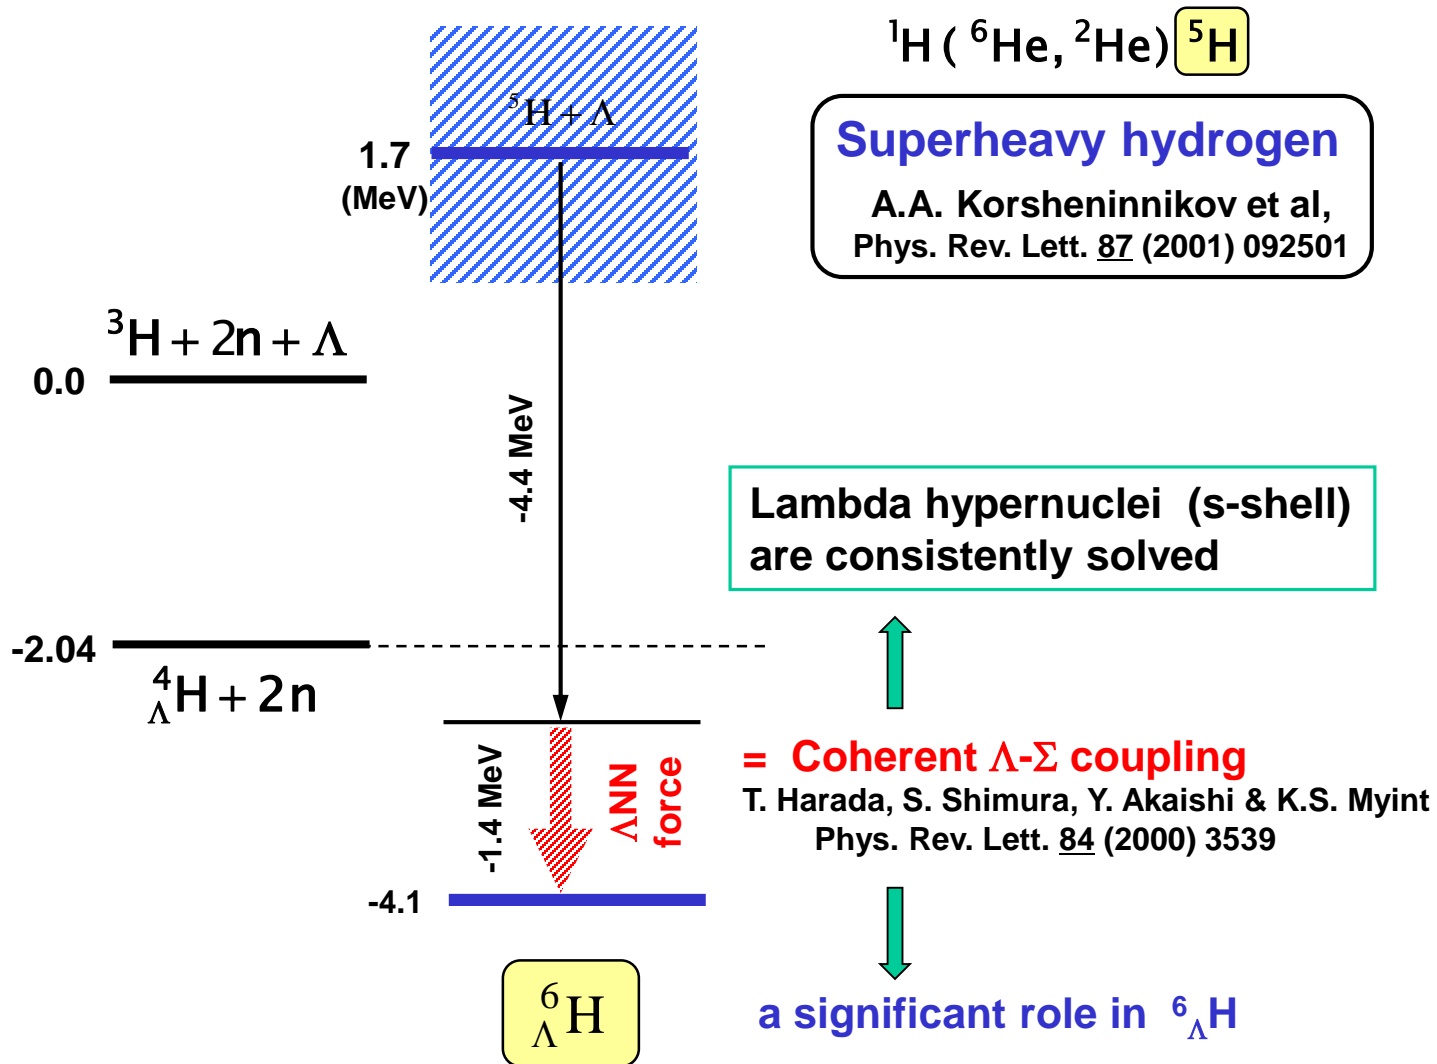 ¹H ( ⁶He, ²He) ⁵H
Superheavy hydrogen
A.A. Korsheninnikov et al,
Phys. Rev. Lett. 87 (2001) 092501
⁵H + Λ
1.7
(MeV)
³H + 2n + Λ
0.0
-4.4 MeV
Lambda hypernuclei (s-shell)
are consistently solved
-2.04
⁴ΛH + 2n
-1.4 MeV
ΛNN
force
= Coherent Λ-Σ coupling
T. Harada, S. Shimura, Y. Akaishi & K.S. Myint
Phys. Rev. Lett. 84 (2000) 3539
-4.1
⁶ΛH
a significant role in ⁶ΛH